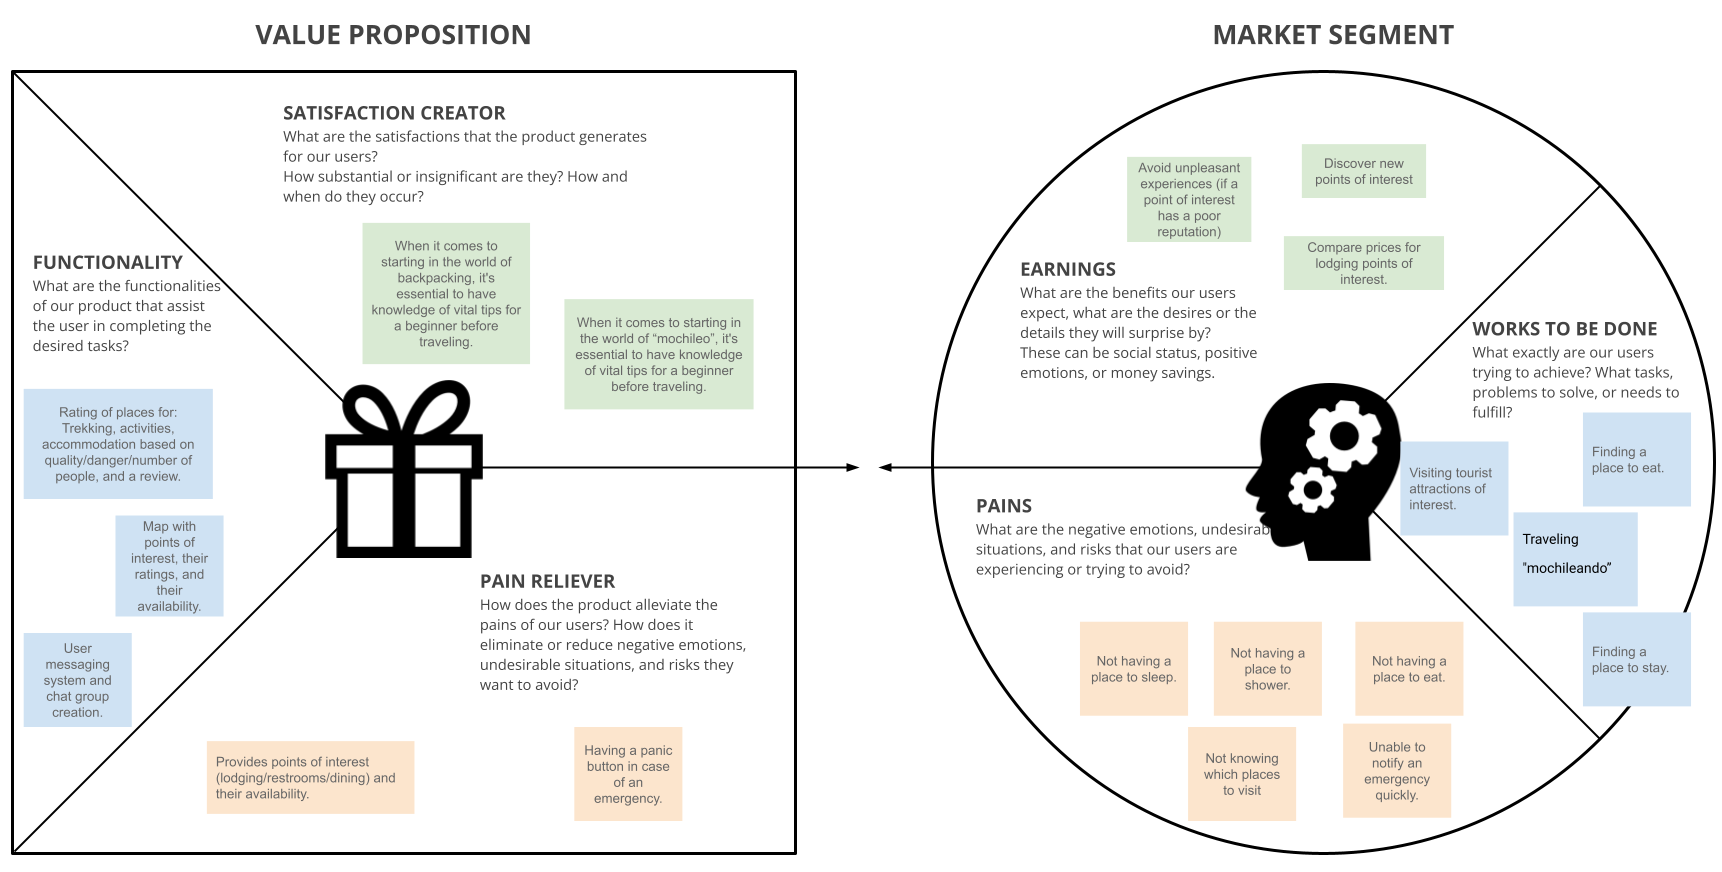 VALUE PROPOSITION
SATISFACTION CREATOR
What are the satisfactions that the product generates
for our users?
How substantial or insignificant are they? How and
when do they occur?
When it comes to
starting in the world of
backpacking, it's
essential to have
knowledge of vital tips for
a beginner before
traveling.
When it comes to starting in
the world of “mochileo”, it's
essential to have knowledge
of vital tips for a beginner
before traveling.
FUNCTIONALITY
What are the functionalities
of our product that assist
the user in completing the
desired tasks?
Rating of places for:
Trekking, activities,
accommodation based on
quality/danger/number of
people, and a review.
Map with
points of
interest, their
ratings, and
their
availability.
User
messaging
system and
chat group
creation.
PAIN RELIEVER
How does the product alleviate the
pains of our users? How does it
eliminate or reduce negative emotions,
undesirable situations, and risks they
want to avoid?
Provides points of interest
(lodging/restrooms/dining) and
their availability.
Having a panic
button in case
of an
emergency.
MARKET SEGMENT
Avoid unpleasant
experiences (if a
point of interest
has a poor
reputation)
Discover new
points of interest
Compare prices for
lodging points of
interest.
EARNINGS
What are the benefits our users
expect, what are the desires or the
details they will surprise by?
These can be social status, positive
emotions, or money savings.
WORKS TO BE DONE
What exactly are our users
trying to achieve? What tasks,
problems to solve, or needs to
fulfill?
Visiting tourist
attractions of
interest.
Finding a
place to eat.
Traveling
"mochileando”
Finding a
place to stay.
PAINS
What are the negative emotions, undesirab
situations, and risks that our users are
experiencing or trying to avoid?
Not having a
place to sleep.
Not having a
place to
shower.
Not having a
place to eat.
Not knowing
which places
to visit
Unable to
notify an
emergency
quickly.